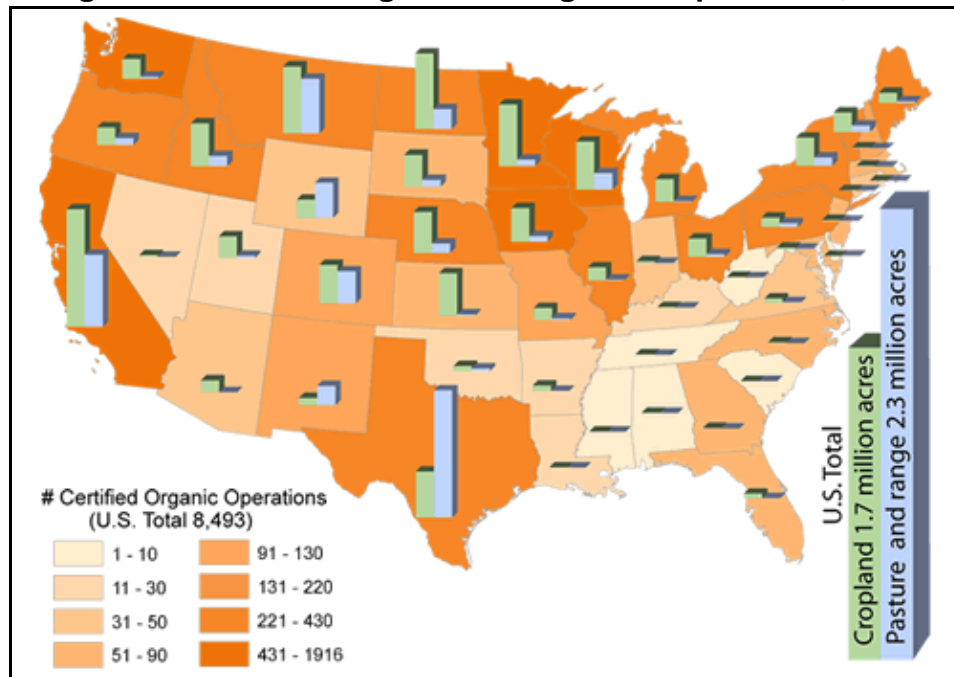 # Certified Organic Operations
(U.S. Total 8,493)
1 - 10
11 - 30
31 - 50
51 - 90
91 - 130
131 - 220
221 - 430
431 - 1916
U.S. Total
Cropland 1.7 million acres
Pasture and range 2.3 million acres